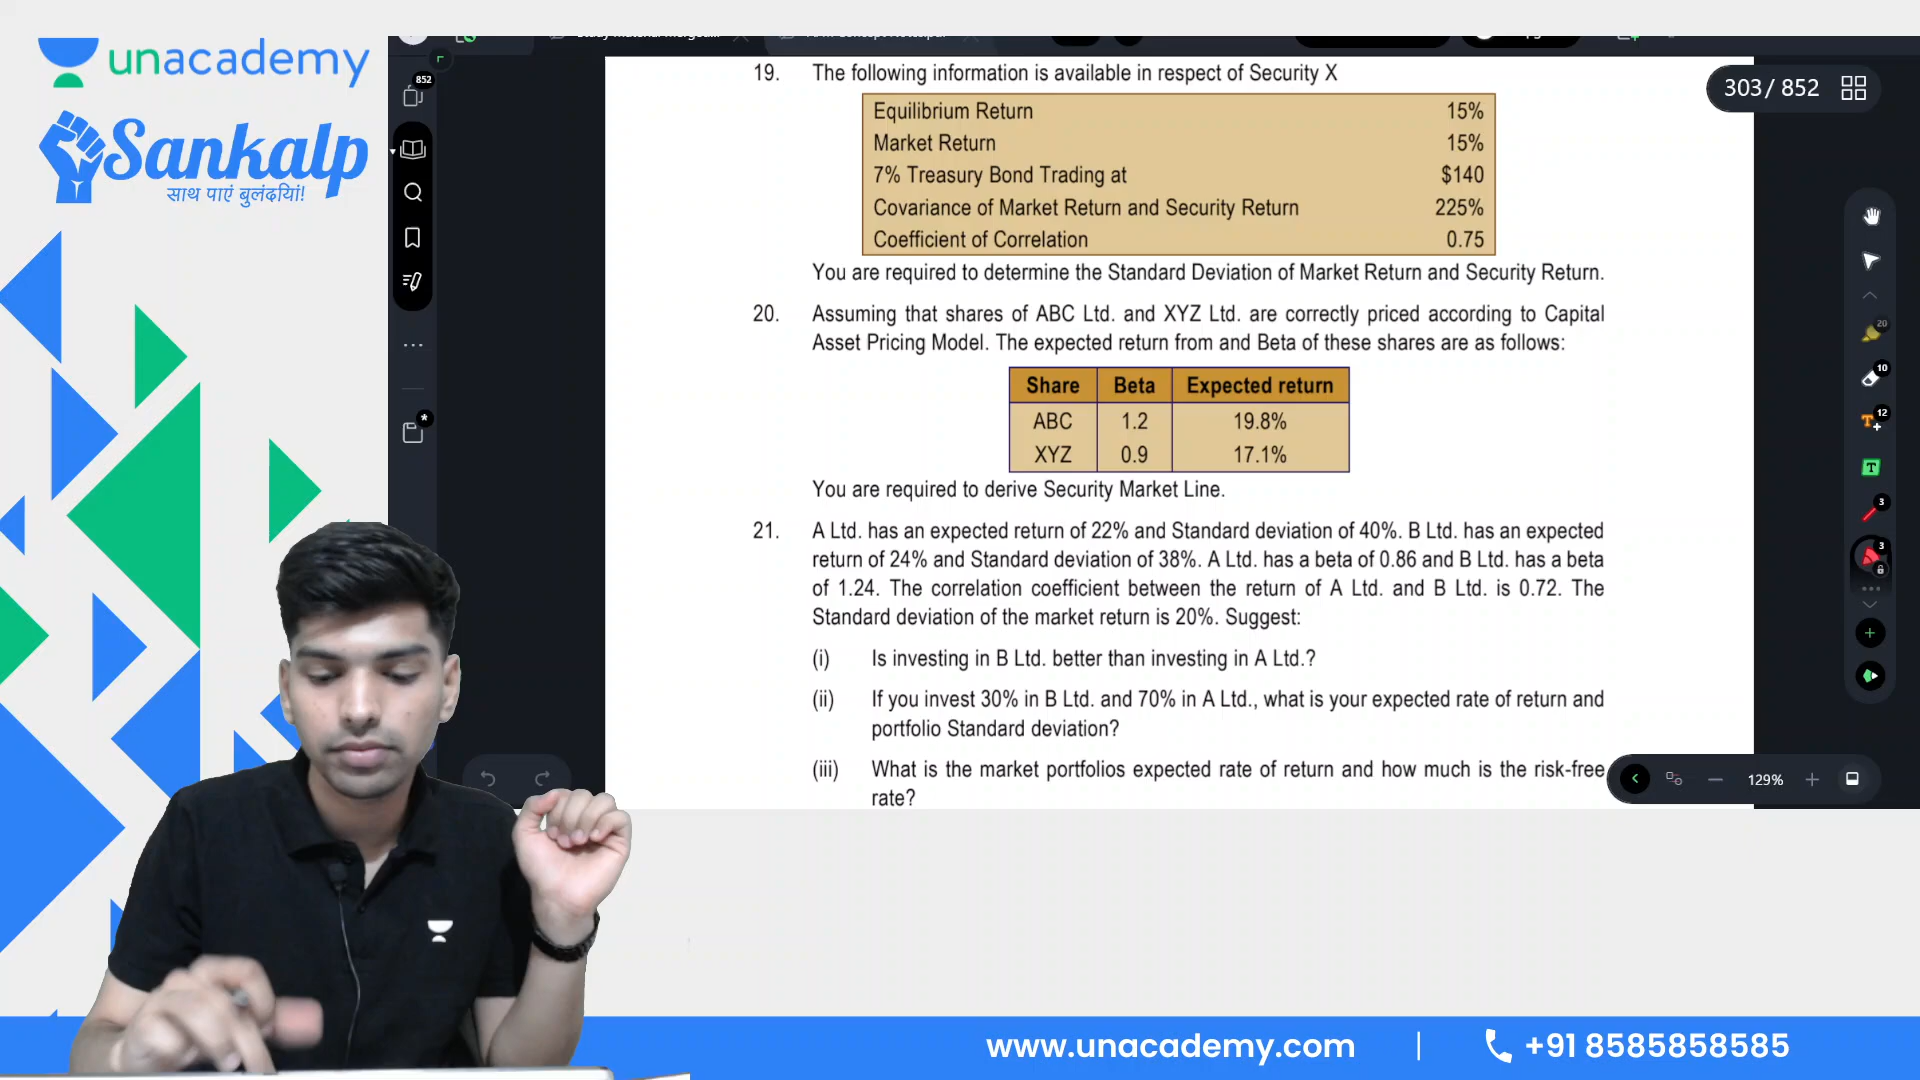 unacademy
Sankalp
साथ पाएं बुलंदियां!
852
303 / 852
19. The following information is available in respect of Security X
Equilibrium Return 15%
Market Return 15%
7% Treasury Bond Trading at $140
Covariance of Market Return and Security Return 225%
Coefficient of Correlation 0.75
You are required to determine the Standard Deviation of Market Return and Security Return.
20. Assuming that shares of ABC Ltd. and XYZ Ltd. are correctly priced according to Capital
Asset Pricing Model. The expected return from and Beta of these shares are as follows:
Share Beta Expected return
ABC 1.2 19.8%
XYZ 0.9 17.1%
You are required to derive Security Market Line.
21. A Ltd. has an expected return of 22% and Standard deviation of 40%. B Ltd. has an expected
return of 24% and Standard deviation of 38%. A Ltd. has a beta of 0.86 and B Ltd. has a beta
of 1.24. The correlation coefficient between the return of A Ltd. and B Ltd. is 0.72. The
Standard deviation of the market return is 20%. Suggest:
(i) Is investing in B Ltd. better than investing in A Ltd.?
(ii) If you invest 30% in B Ltd. and 70% in A Ltd., what is your expected rate of return and
portfolio Standard deviation?
(iii) What is the market portfolios expected rate of return and how much is the risk-free
rate?
20
10
12
T
3
3
129%
www.unacademy.com | +91 8585858585